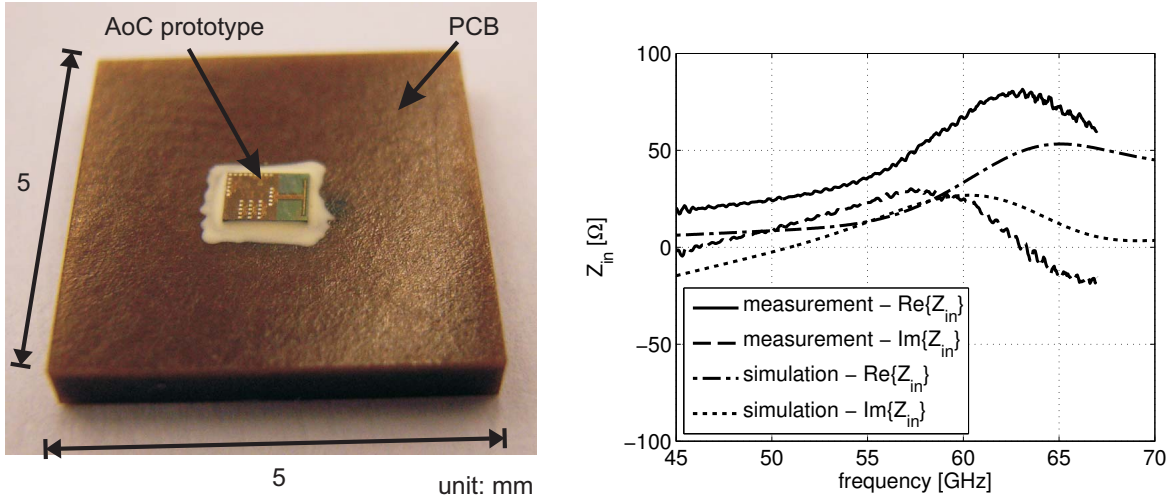 AoC prototype
PCB
5
5
unit: mm
100
50
0
−50
−100
Z_in [Ω]
measurement − Re{Z_in}
measurement − Im{Z_in}
simulation − Re{Z_in}
simulation − Im{Z_in}
45
50
55
60
65
70
frequency [GHz]